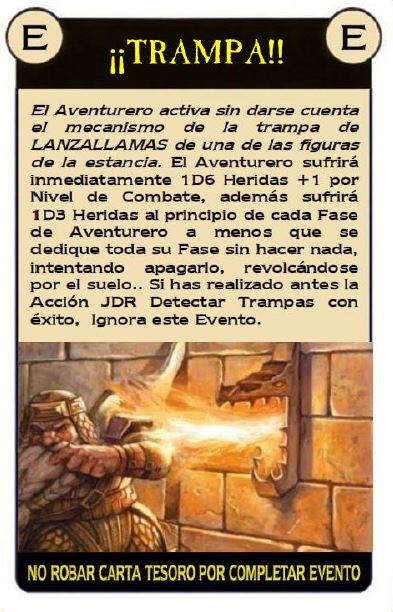 E
¡¡TRAMPA!!
E
El Aventurero activa sin darse cuenta
el mecanismo de la trampa de
LANZALLAMAS de una de las figuras
de la estancia. El Aventurero sufrirá
inmediatamente 1D6 Heridas +1 por
Nivel de Combate, además sufrirá
1D3 Heridas al principio de cada Fase
de Aventurero a menos que se
dedique toda su Fase sin hacer nada,
intentando apagarlo, revolcándose
por el suelo.. Si has realizado antes la
Acción JDR Detectar Trampas con
éxito, Ignora este Evento.
NO ROBAR CARTA TESORO POR COMPLETAR EVENTO